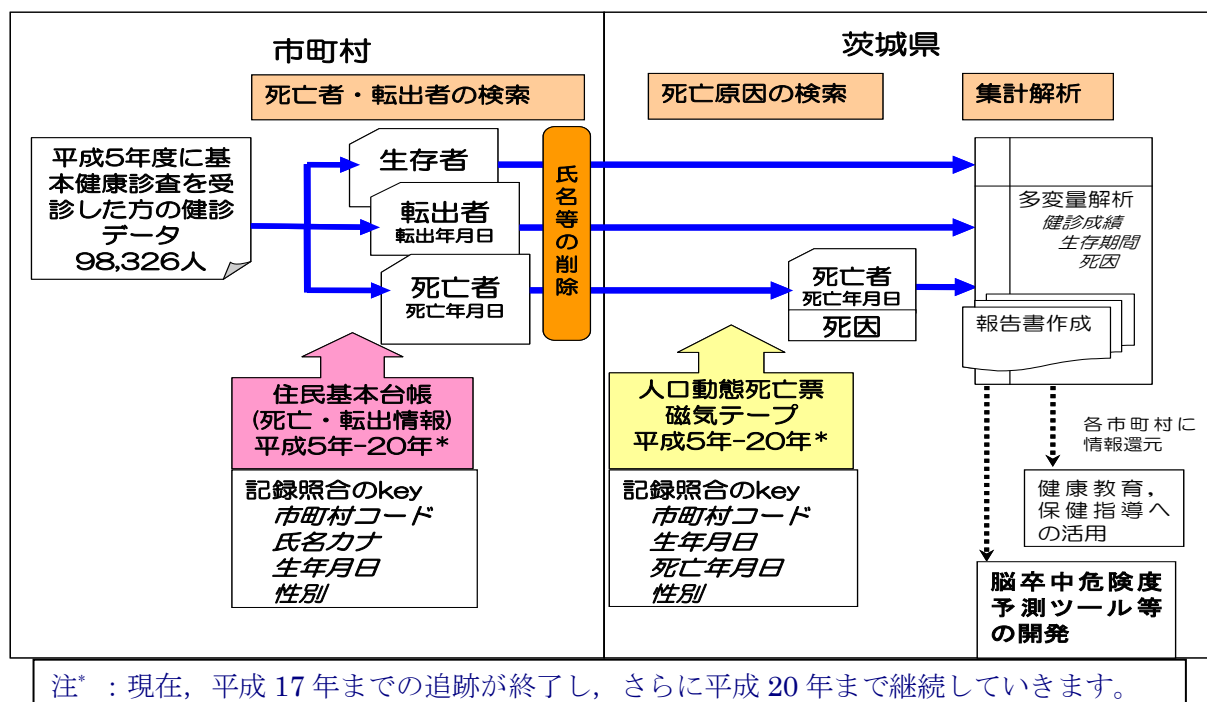 市町村
茨城県
死亡者・転出者の検索
死亡原因の検索
集計解析
平成5年度に基
本健康診査を受
診した方の健診
データ
98,326人
生存者
転出者
転出年月日
死亡者
死亡年月日
氏名等の削除
死亡者
死亡年月日
死因
多変量解析
健診成績
生存期間
死因
報告書作成
住民基本台帳
(死亡・転出情報)
平成5年-20年*
人口動態死亡票
磁気テープ
平成5年-20年*
各市町村に
情報還元
記録照合のkey
市町村コード
氏名カナ
生年月日
性別
記録照合のkey
市町村コード
生年月日
死亡年月日
性別
健康教育，
保健指導へ
の活用
脳卒中危険度
予測ツール等
の開発
注* ：現在，平成 17 年までの追跡が終了し，さらに平成 20 年まで継続していきます。